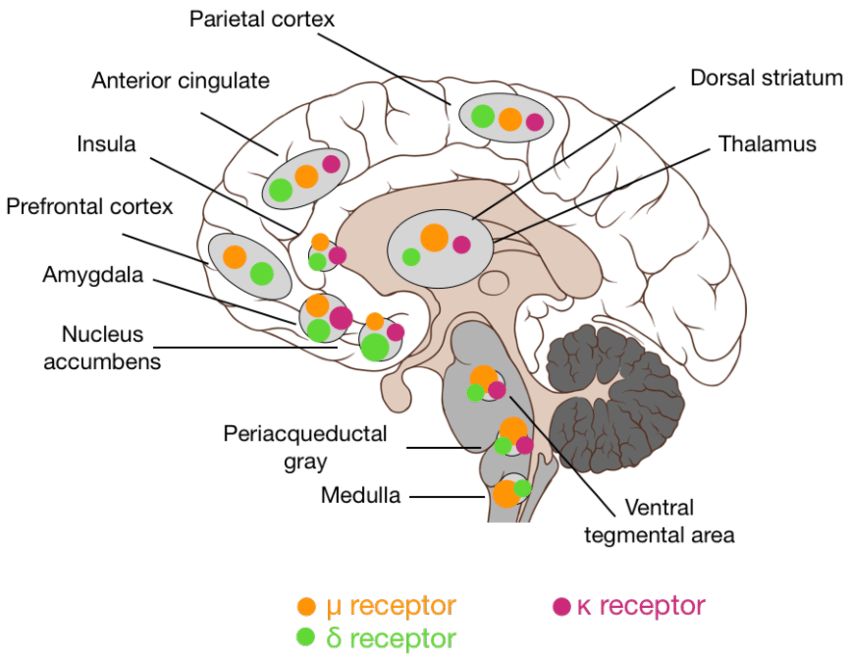 Parietal cortex
Anterior cingulate
Dorsal striatum
Insula
Thalamus
Prefrontal cortex
Amygdala
Nucleus
accumbens
Periacqueductal
gray
Medulla
Ventral
tegmental area
μ receptor
κ receptor
δ receptor